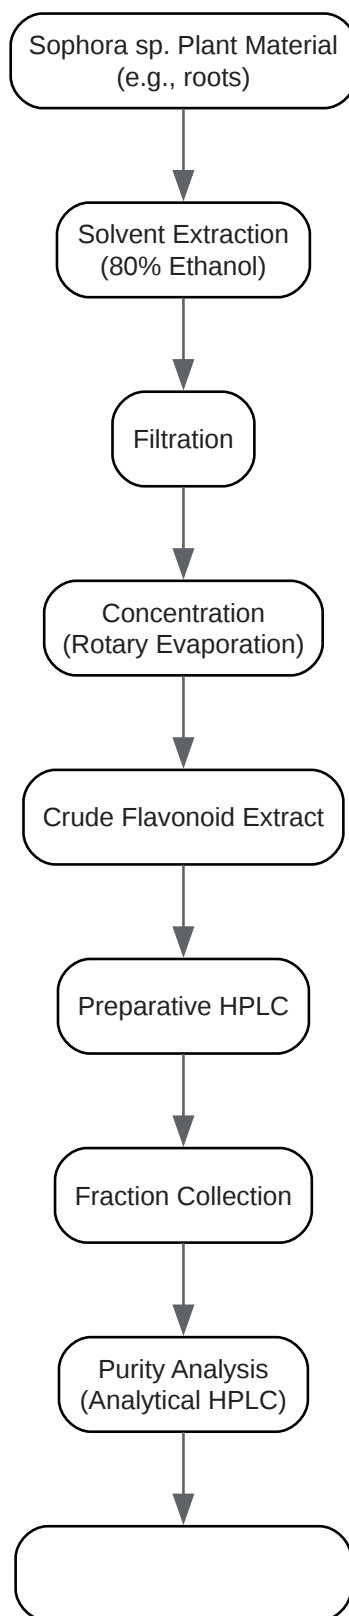 Sophora sp. Plant Material
(e.g., roots)
Solvent Extraction
(80% Ethanol)
Filtration
Concentration
(Rotary Evaporation)
Crude Flavonoid Extract
Preparative HPLC
Fraction Collection
Purity Analysis
(Analytical HPLC)